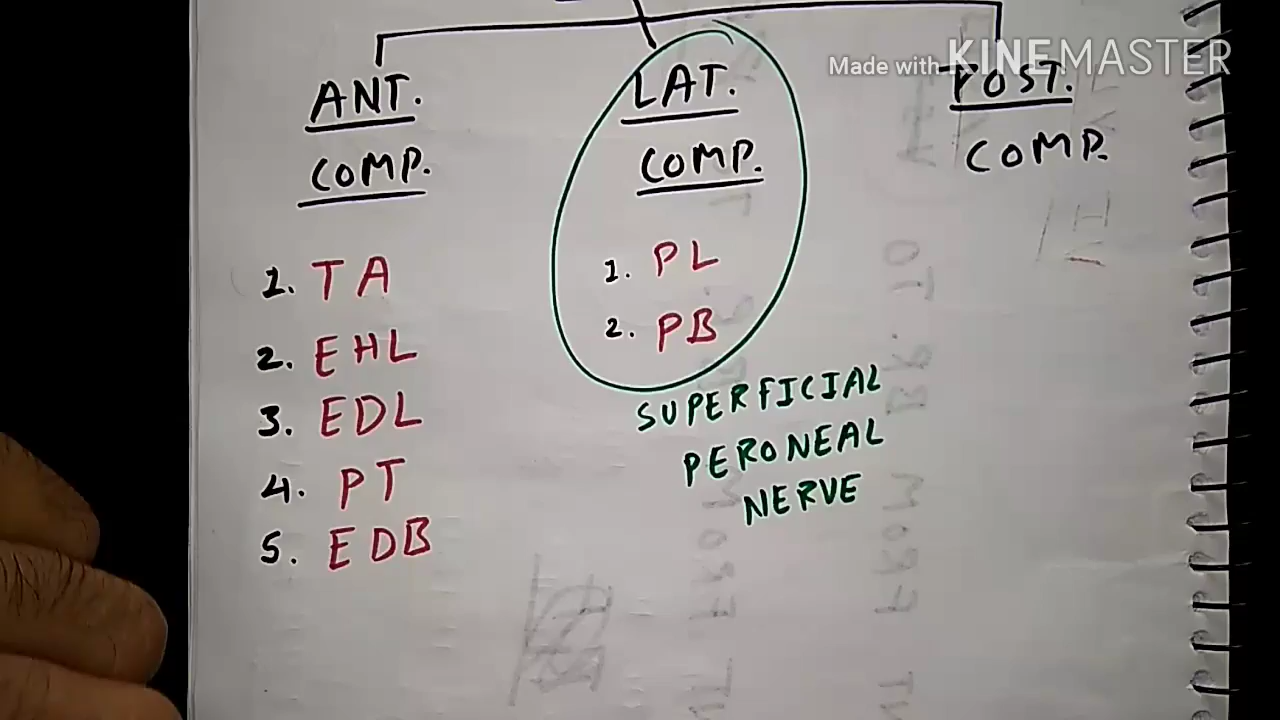 Made with KINEMASTER
ANT.
COMP.
1. TA
2. EHL
3. EDL
4. PT
5. EDB
LAT.
COMP.
1. PL
2. PB
SUPERFICIAL
PERONEAL
NERVE
POST.
COMP.